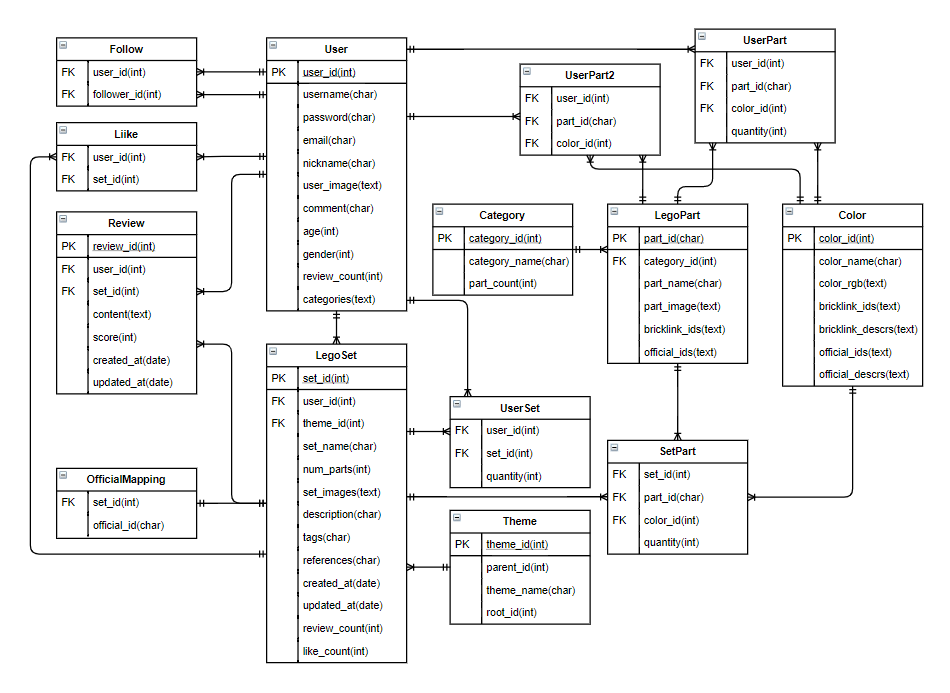 Follow
FK user_id(int)
FK follower_id(int)
Liike
FK user_id(int)
FK set_id(int)
Review
PK review_id(int)
FK user_id(int)
FK set_id(int)
content(text)
score(int)
created_at(date)
updated_at(date)
OfficialMapping
FK set_id(int)
official_id(char)
User
PK user_id(int)
username(char)
password(char)
email(char)
nickname(char)
user_image(text)
comment(char)
age(int)
gender(int)
review_count(int)
categories(text)
LegoSet
PK set_id(int)
FK user_id(int)
FK theme_id(int)
set_name(char)
num_parts(int)
set_images(text)
description(char)
tags(char)
references(char)
created_at(date)
updated_at(date)
review_count(int)
like_count(int)
UserPart2
FK user_id(int)
FK part_id(char)
FK color_id(int)
UserPart
FK user_id(int)
FK part_id(char)
FK color_id(int)
quantity(int)
Category
PK category_id(int)
category_name(char)
part_count(int)
LegoPart
PK part_id(char)
FK category_id(int)
part_name(char)
part_image(text)
bricklink_ids(text)
official_ids(text)
Color
PK color_id(int)
color_name(char)
color_rgb(text)
bricklink_ids(text)
bricklink_descrs(text)
official_ids(text)
official_descrs(text)
UserSet
FK user_id(int)
FK set_id(int)
quantity(int)
SetPart
FK set_id(int)
FK part_id(char)
FK color_id(int)
quantity(int)
Theme
PK theme_id(int)
parent_id(int)
theme_name(char)
root_id(int)